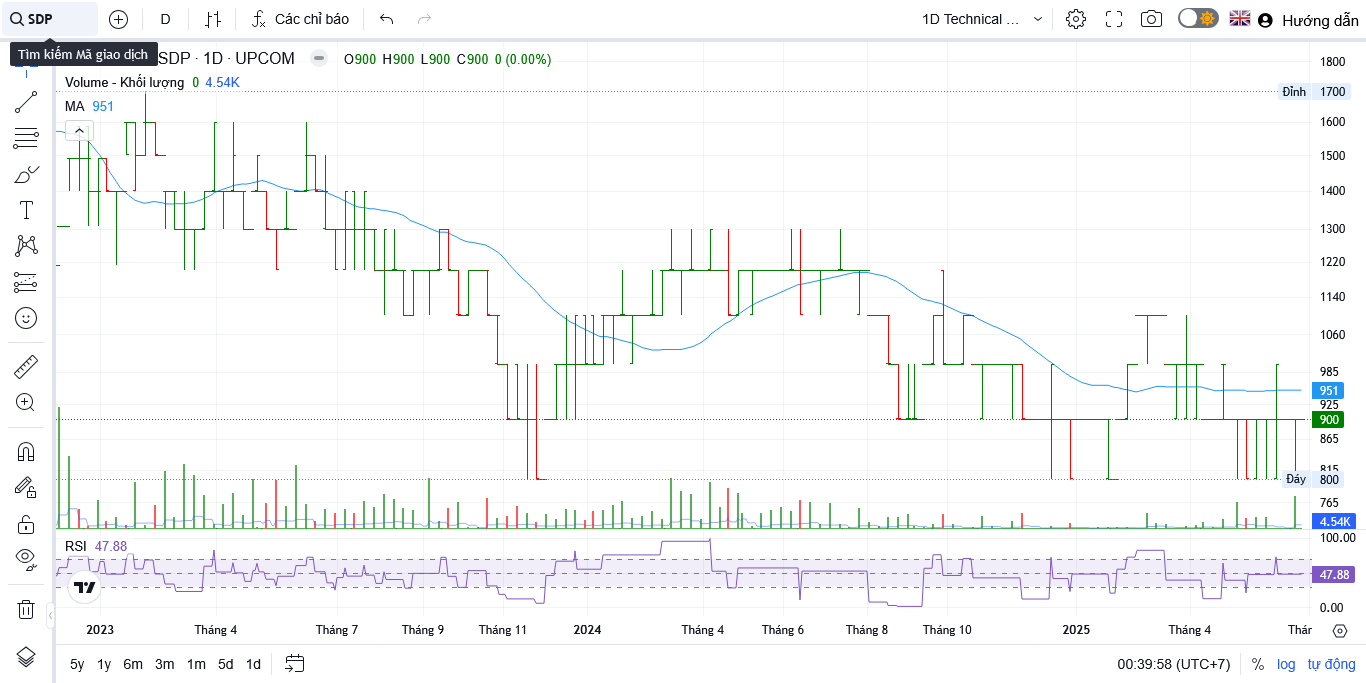 SDP D Các chỉ báo 1D Technical ... Hướng dẫn
Tìm kiếm Mã giao dịch
SDP · 1D · UPCOM O900 H900 L900 C900 0 (0.00%)
Volume - Khối lượng 0 4.54K
MA 951
1800
Đỉnh 1700
1600
1500
1400
1300
1220
1140
1060
985
951
925
900
865
815
Đáy 800
765
4.54K
RSI 47.88
100.00
47.88
0.00
2023 Tháng 4 Tháng 7 Tháng 9 Tháng 11 2024 Tháng 4 Tháng 6 Tháng 8 Tháng 10 2025 Tháng 4 Thár
5y 1y 6m 3m 1m 5d 1d 00:39:58 (UTC+7) % log tự động